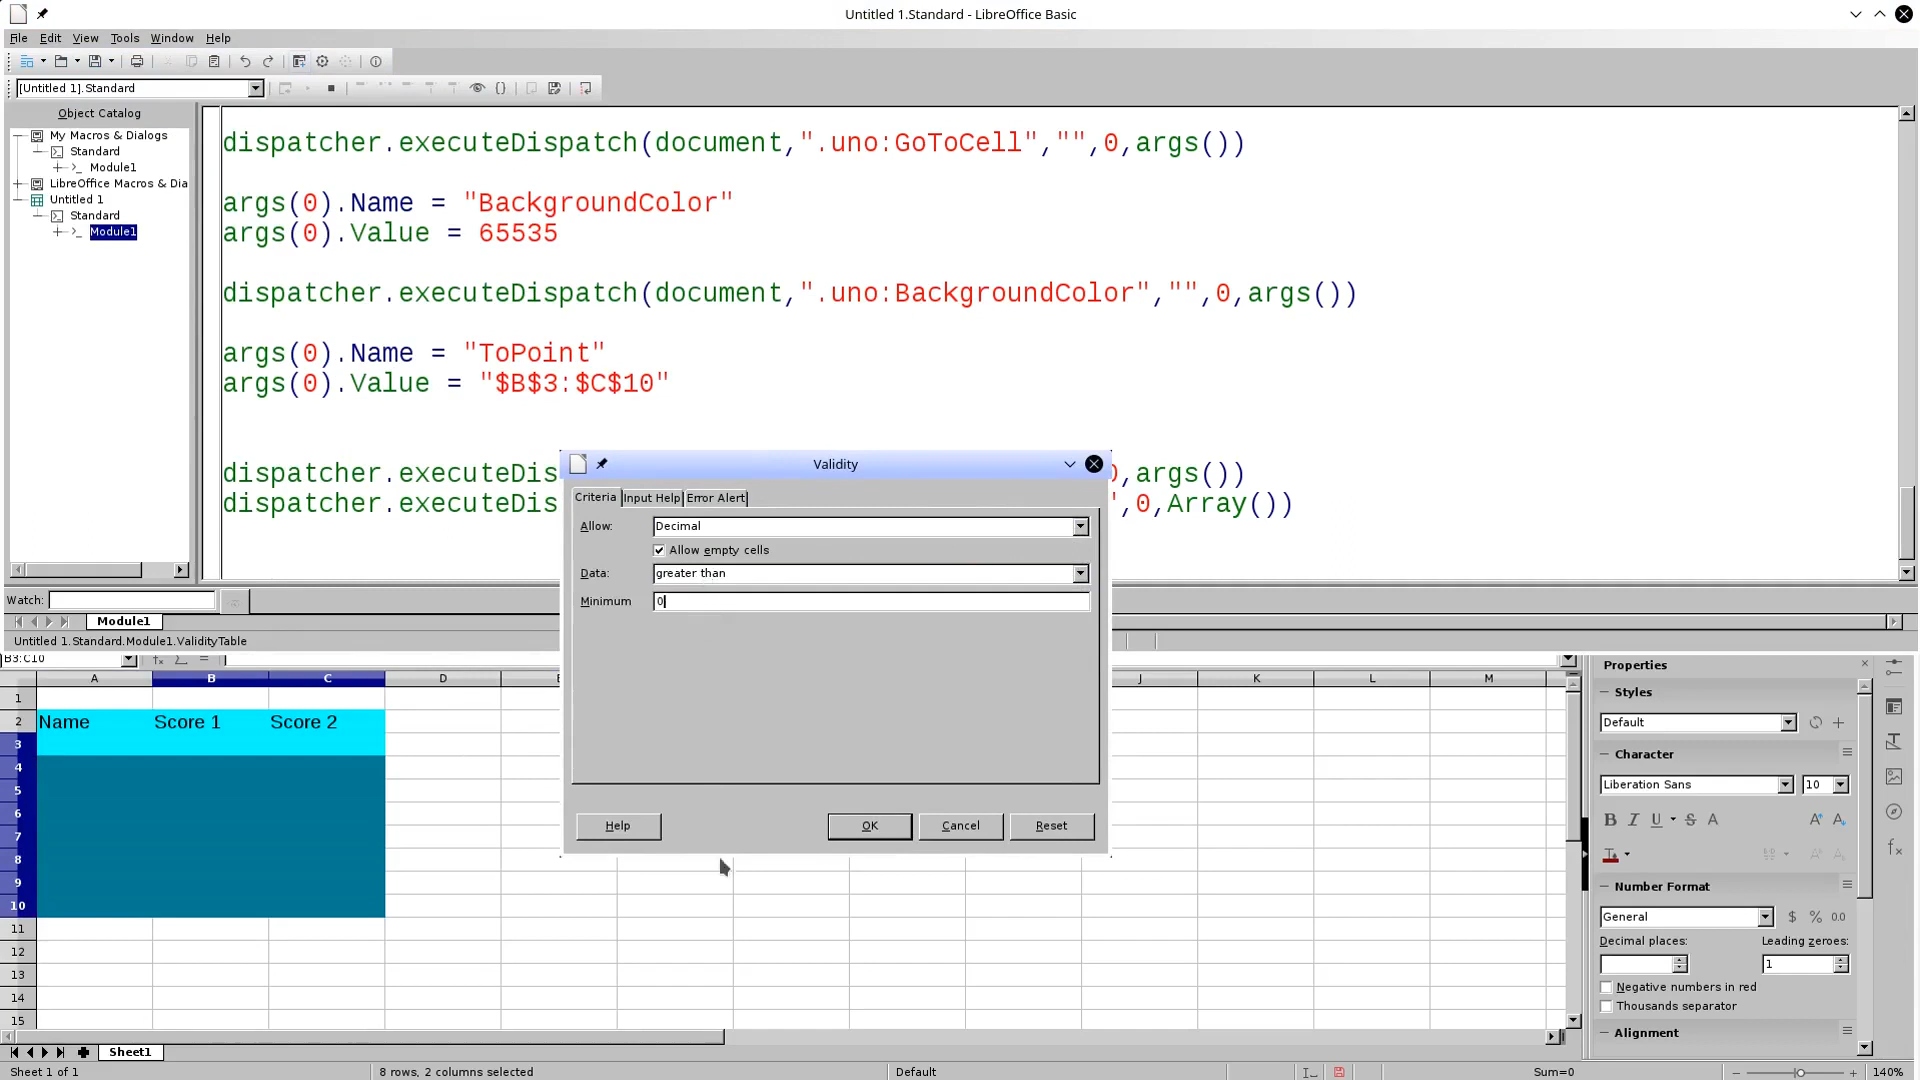 Untitled 1.Standard - LibreOffice Basic
File Edit View Tools Window Help
[Untitled 1].Standard
Object Catalog
My Macros & Dialogs
Standard
Module1
LibreOffice Macros & Dia
Untitled 1
Standard
Module1
dispatcher.executeDispatch(document,".uno:GoToCell","",0,args())
args(0).Name = "BackgroundColor"
args(0).Value = 65535
dispatcher.executeDispatch(document,".uno:BackgroundColor","",0,args())
args(0).Name = "ToPoint"
args(0).Value = "$B$3:$C$10"
dispatcher.executeDis ,args())
dispatcher.executeDis ,0,Array())
Validity
Criteria Input Help Error Alert
Allow: Decimal
Allow empty cells
Data: greater than
Minimum 0
Help OK Cancel Reset
Watch:
Module1
Untitled 1.Standard.Module1.ValidityTable
B3:C10
A B C D J K L M
1
2 Name Score 1 Score 2
3
4
5
6
7
8
9
10
11
12
13
14
15
Sheet1
Sheet 1 of 1 8 rows, 2 columns selected Default Sum=0 140%
Properties
Styles
Default
Character
Liberation Sans 10
B I U S A
Number Format
General $ % 0.0
Decimal places: Leading zeroes:
1
Negative numbers in red
Thousands separator
Alignment